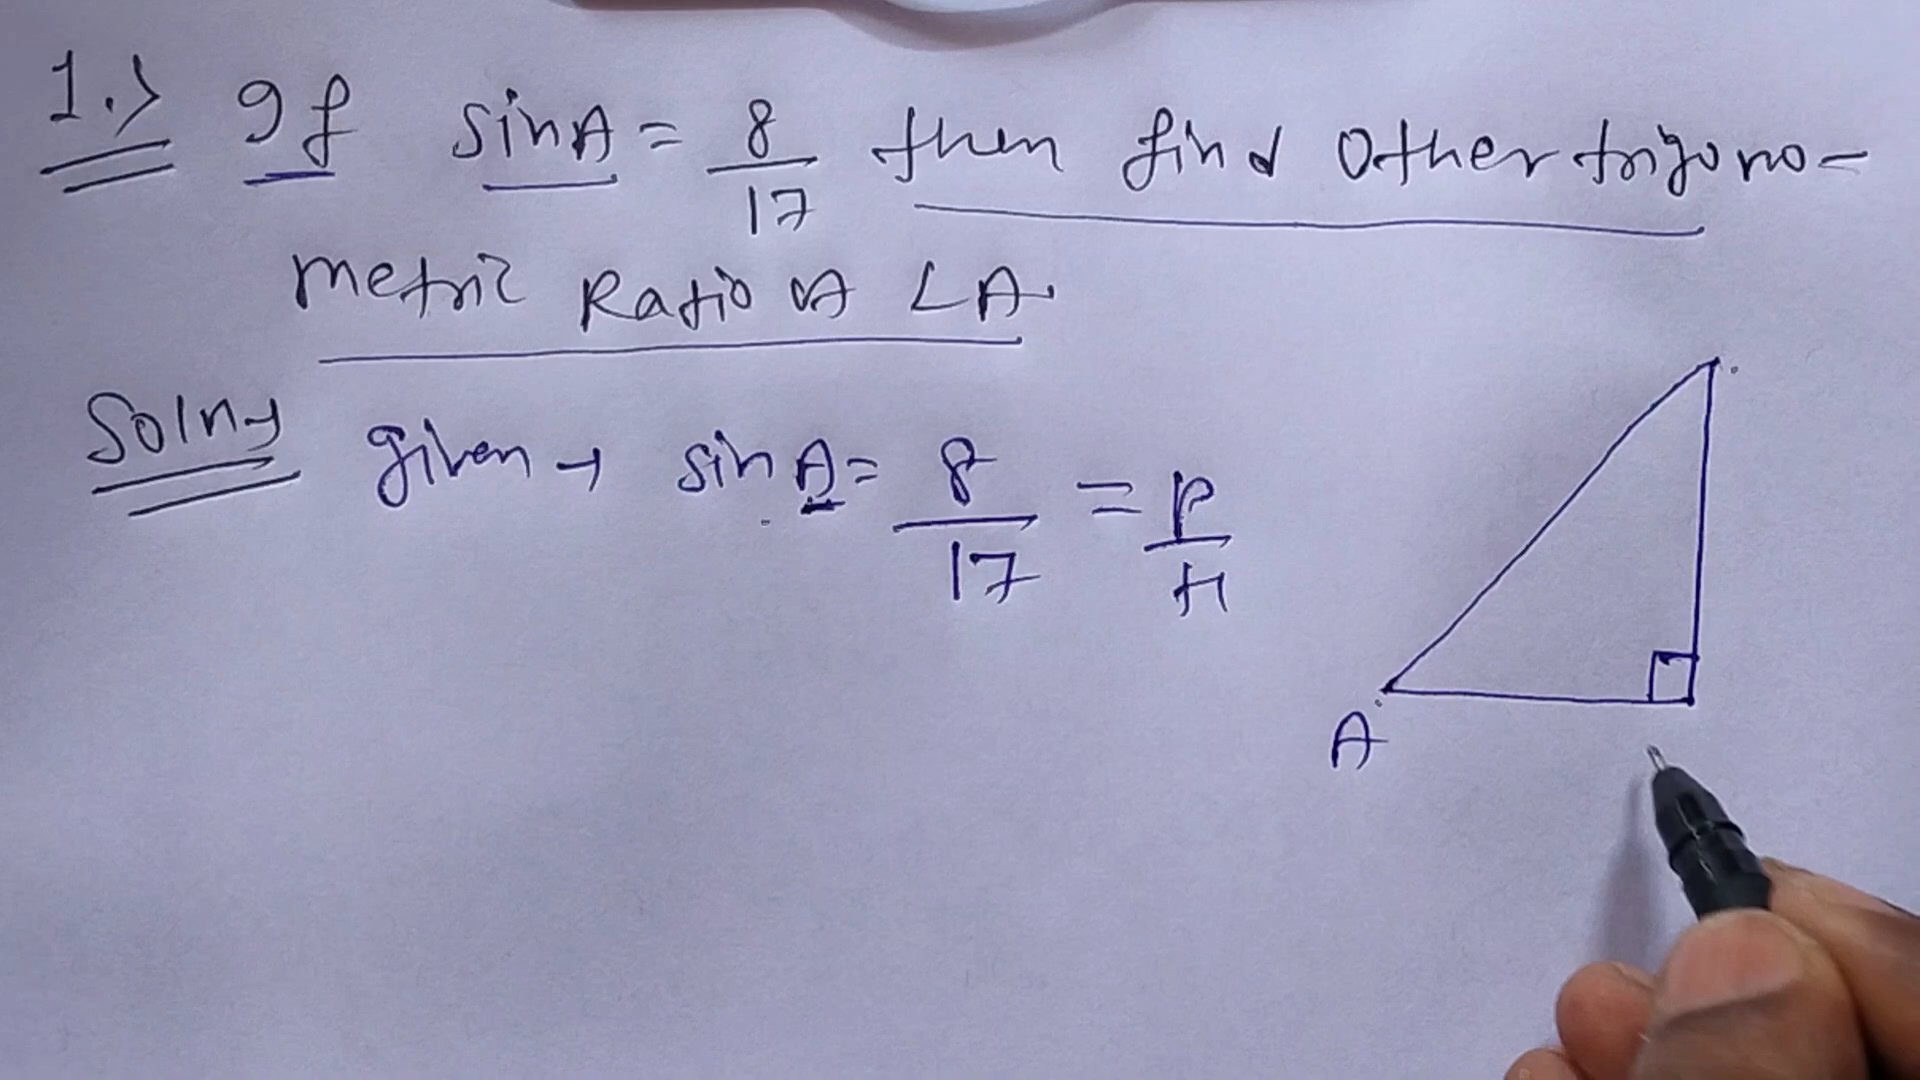 1.> If sinA = 8/17 then find Other trigono-
metric Ratio of ∠A.
Soln→ given → sin A = 8/17 = P/H
A